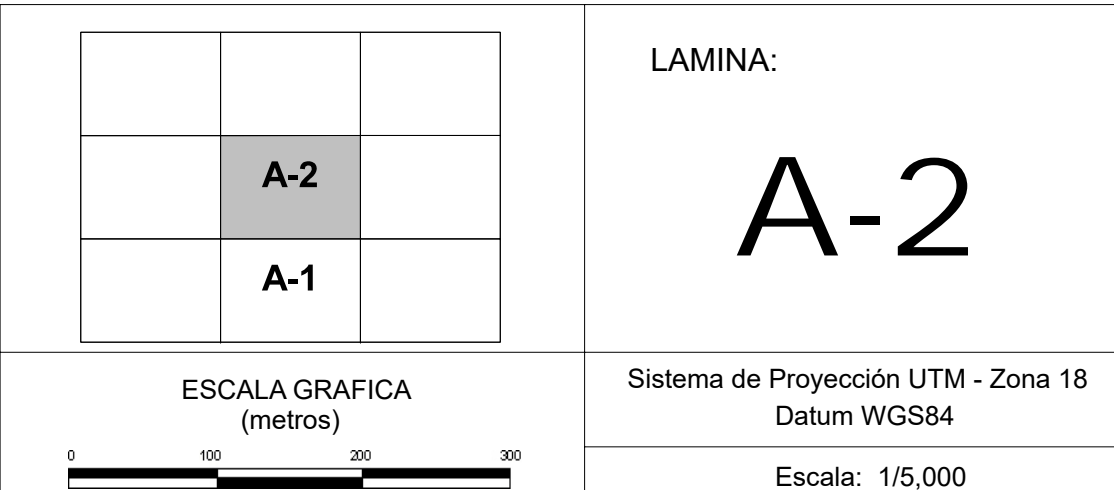 A-2
A-1
LAMINA:
A-2
ESCALA GRAFICA
(metros)
0 100 200 300
Sistema de Proyección UTM - Zona 18
Datum WGS84
Escala: 1/5,000